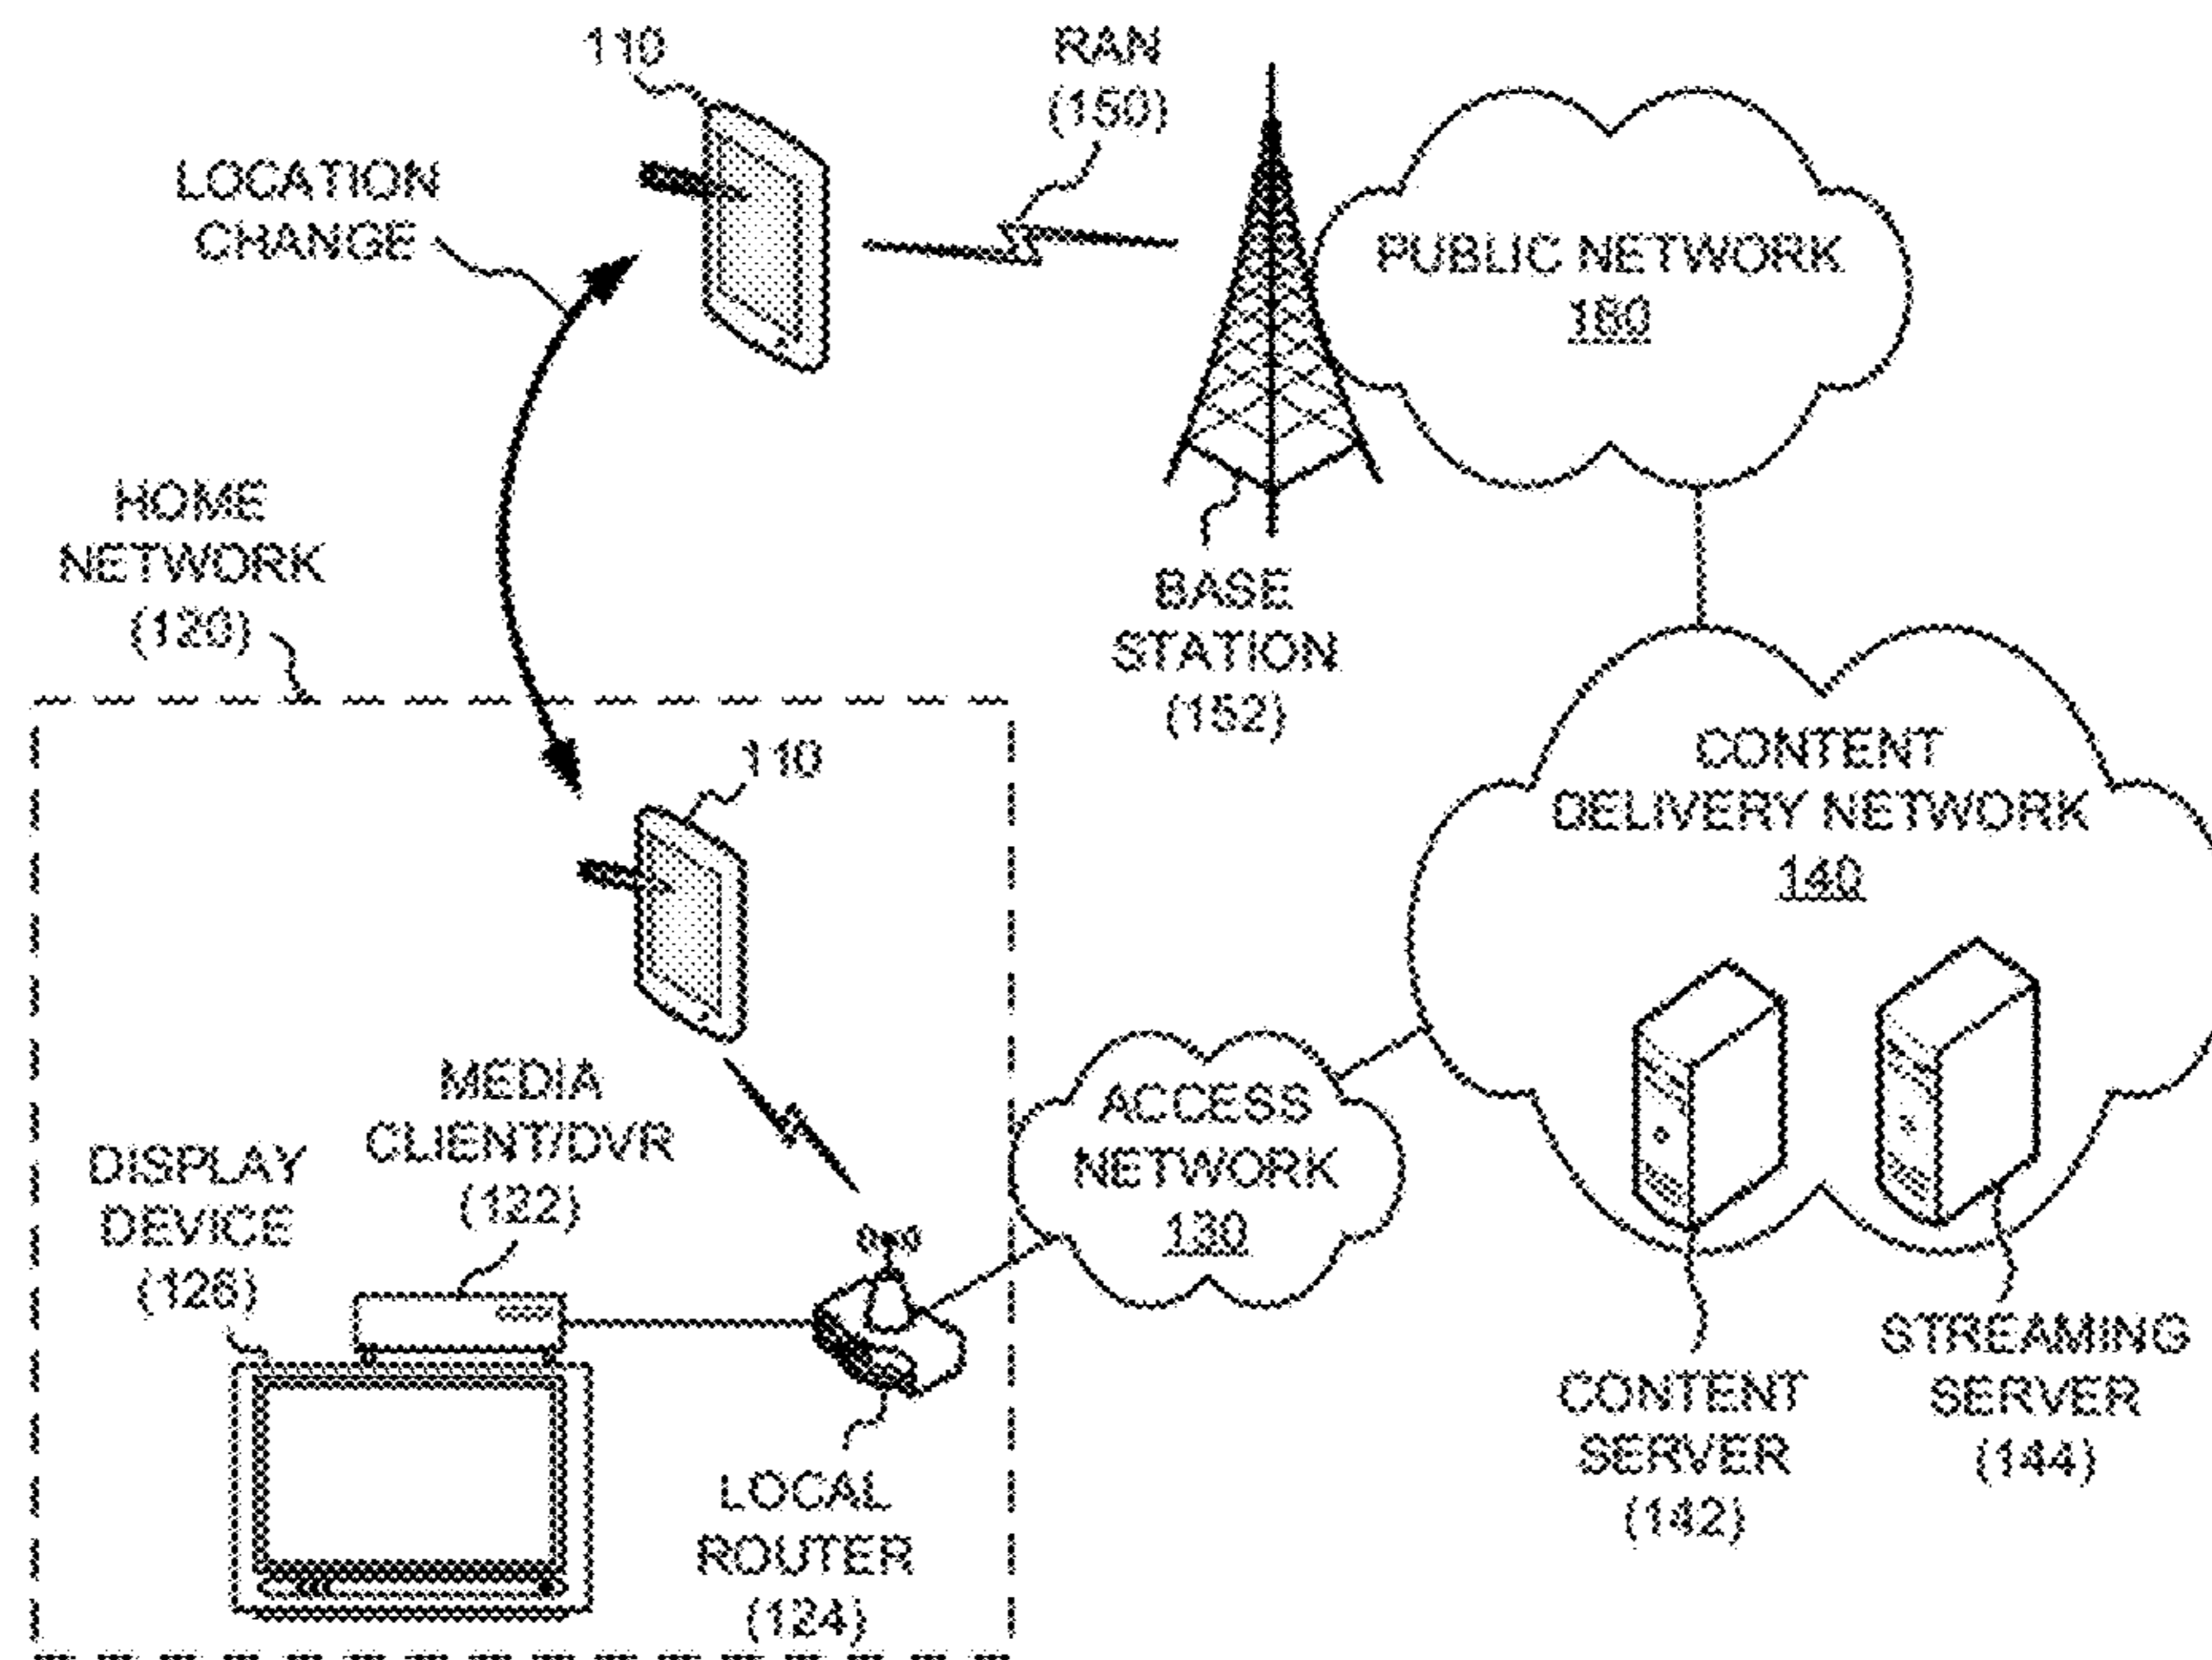 110
RAN
(150)
LOCATION
CHANGE
PUBLIC NETWORK
160
HOME
NETWORK
(120)
BASE
STATION
(152)
CONTENT
DELIVERY NETWORK
140
110
MEDIA
CLIENT/DVR
(122)
DISPLAY
DEVICE
(126)
ACCESS
NETWORK
130
LOCAL
ROUTER
(124)
CONTENT
SERVER
(142)
STREAMING
SERVER
(144)